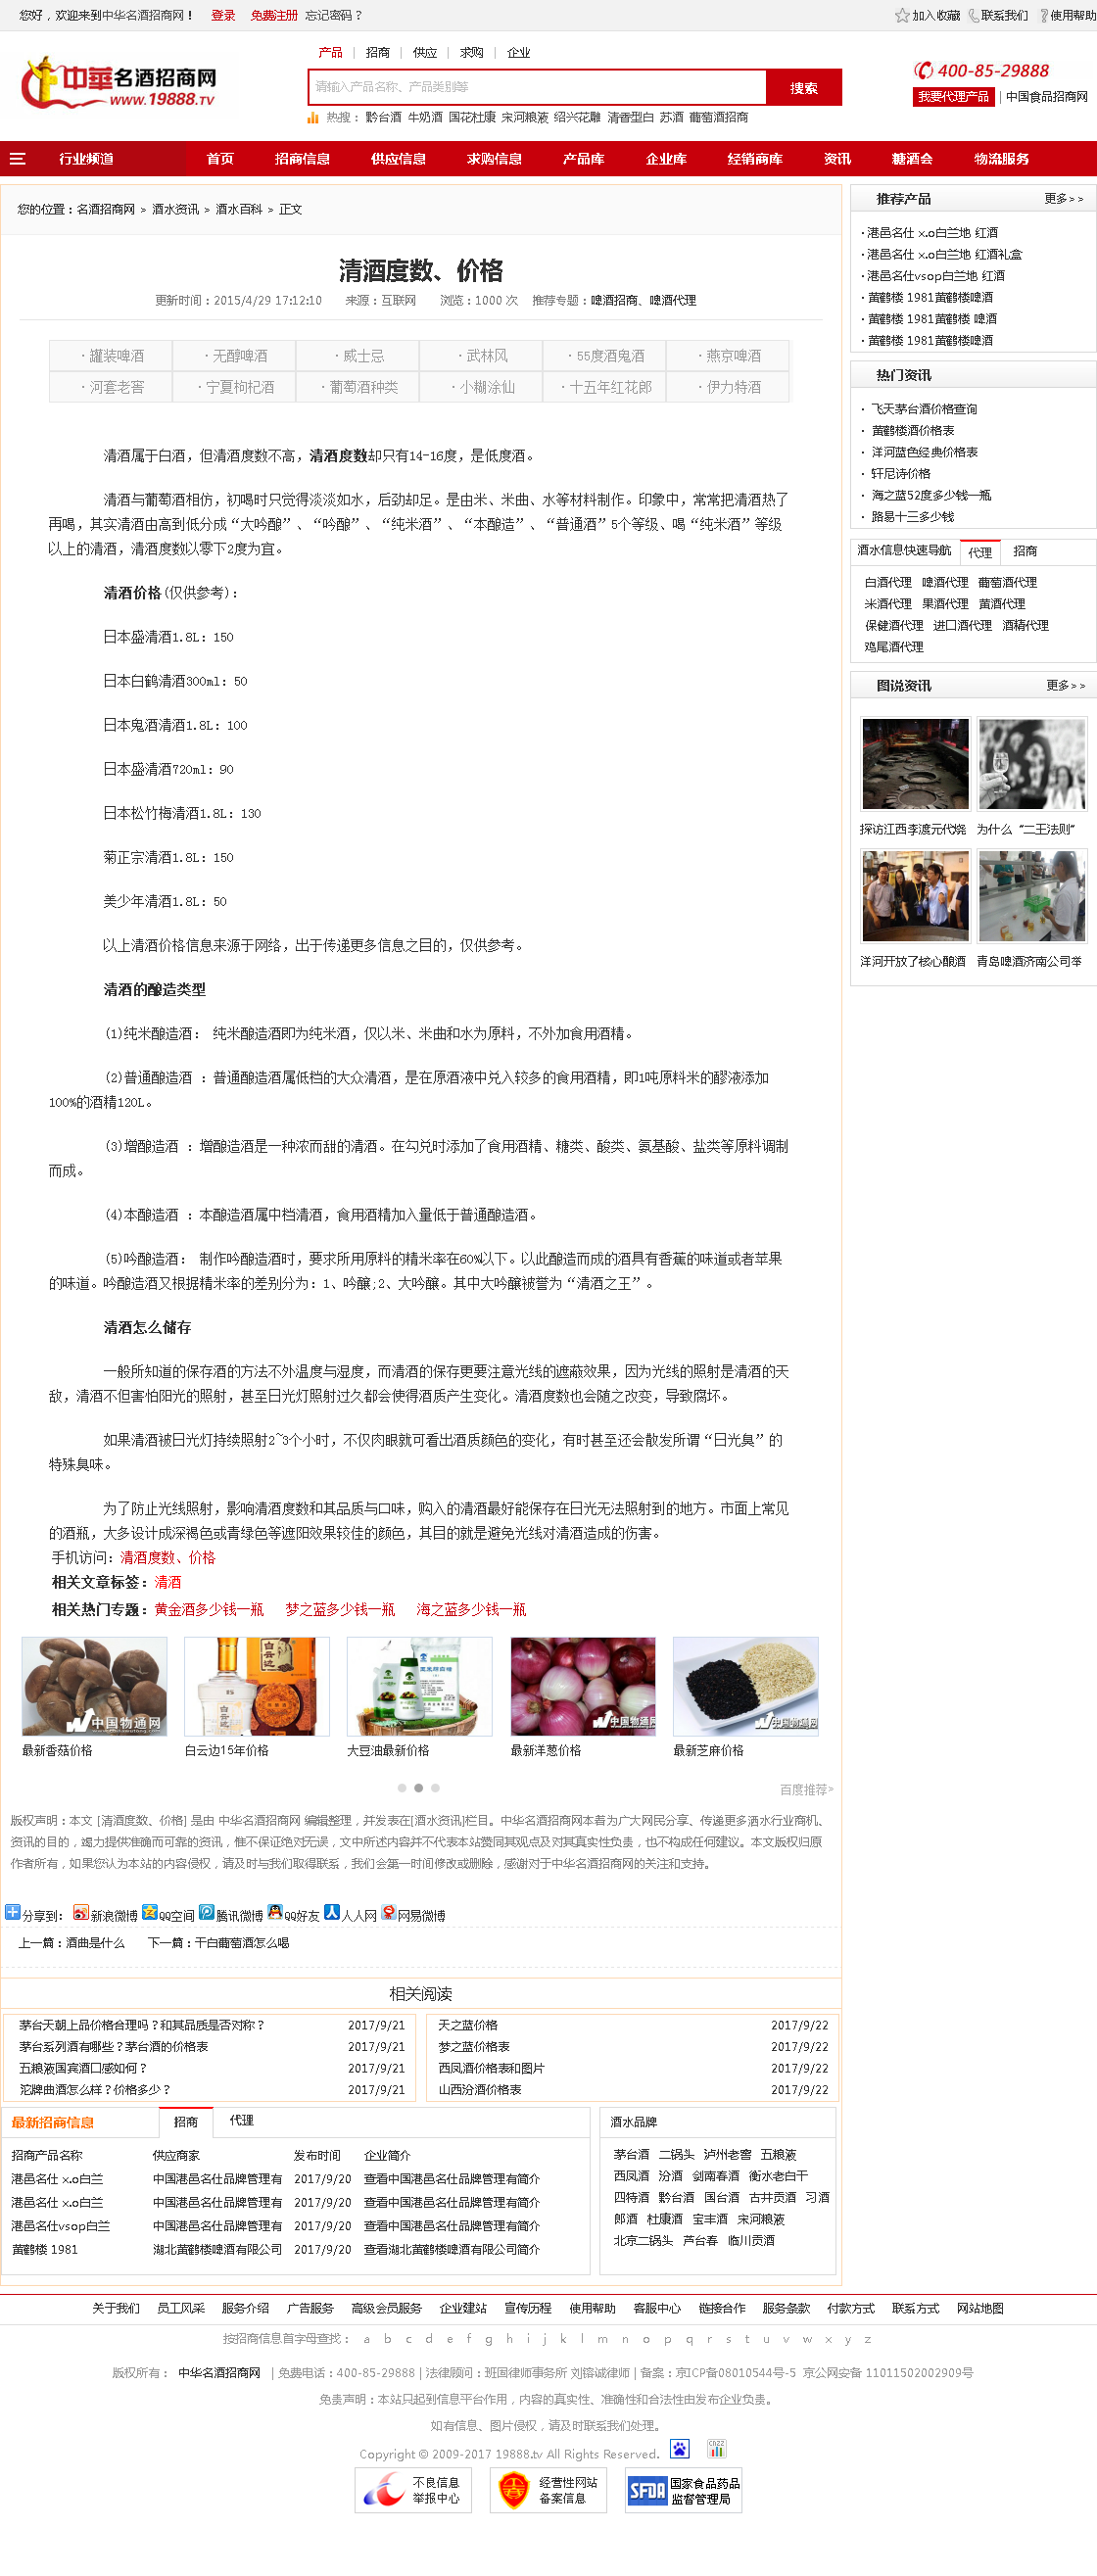 您好，欢迎来到中华名酒招商网！ 登录 免费注册 忘记密码？ 加入收藏 联系我们 使用帮助
中華名酒招商网
www.19888.tv
产品 | 招商 | 供应 | 求购 | 企业
请输入产品名称、产品类别等 搜索
热搜： 黔台酒 牛奶酒 国花杜康 宋河粮液 绍兴花雕 清香型白 苏酒 葡萄酒招商
400-85-29888
我要代理产品 | 中国食品招商网
行业频道 首页 招商信息 供应信息 求购信息 产品库 企业库 经销商库 资讯 糖酒会 物流服务
您的位置：名酒招商网 » 酒水资讯 » 酒水百科 » 正文
清酒度数、价格
更新时间：2015/4/29 17:12:10 来源：互联网 浏览：1000 次 推荐专题：啤酒招商、啤酒代理
· 罐装啤酒 · 无醇啤酒 · 威士忌 · 武林风 · 55度酒鬼酒 · 燕京啤酒
· 河套老窖 · 宁夏枸杞酒 · 葡萄酒种类 · 小糊涂仙 · 十五年红花郎 · 伊力特酒
清酒属于白酒，但清酒度数不高，清酒度数却只有14-16度，是低度酒。
清酒与葡萄酒相仿，初喝时只觉得淡淡如水，后劲却足。是由米、米曲、水等材料制作。印象中，常常把清酒热了
再喝，其实清酒由高到低分成“大吟酿”、“吟酿”、“纯米酒”、“本酿造”、“普通酒”5个等级、喝“纯米酒”等级
以上的清酒，清酒度数以零下2度为宜。
清酒价格(仅供参考)：
日本盛清酒1.8L：150
日本白鹤清酒300ml：50
日本鬼酒清酒1.8L：100
日本盛清酒720ml：90
日本松竹梅清酒1.8L：130
菊正宗清酒1.8L：150
美少年清酒1.8L：50
以上清酒价格信息来源于网络，出于传递更多信息之目的，仅供参考。
清酒的酿造类型
(1)纯米酿造酒： 纯米酿造酒即为纯米酒，仅以米、米曲和水为原料，不外加食用酒精。
(2)普通酿造酒 ：普通酿造酒属低档的大众清酒，是在原酒液中兑入较多的食用酒精，即1吨原料米的醪液添加
100%的酒精120L。
(3)增酿造酒 ：增酿造酒是一种浓而甜的清酒。在勾兑时添加了食用酒精、糖类、酸类、氨基酸、盐类等原料调制
而成。
(4)本酿造酒 ：本酿造酒属中档清酒，食用酒精加入量低于普通酿造酒。
(5)吟酿造酒： 制作吟酿造酒时，要求所用原料的精米率在60%以下。以此酿造而成的酒具有香蕉的味道或者苹果
的味道。吟酿造酒又根据精米率的差别分为：1、吟釀;2、大吟釀。其中大吟釀被誉为“清酒之王”。
清酒怎么储存
一般所知道的保存酒的方法不外温度与湿度，而清酒的保存更要注意光线的遮蔽效果，因为光线的照射是清酒的天
敌，清酒不但害怕阳光的照射，甚至日光灯照射过久都会使得酒质产生变化。清酒度数也会随之改变，导致腐坏。
如果清酒被日光灯持续照射2~3个小时，不仅肉眼就可看出酒质颜色的变化，有时甚至还会散发所谓“日光臭”的
特殊臭味。
为了防止光线照射，影响清酒度数和其品质与口味，购入的清酒最好能保存在日光无法照射到的地方。市面上常见
的酒瓶，大多设计成深褐色或青绿色等遮阳效果较佳的颜色，其目的就是避免光线对清酒造成的伤害。
手机访问：清酒度数、价格
相关文章标签：清酒
相关热门专题：黄金酒多少钱一瓶 梦之蓝多少钱一瓶 海之蓝多少钱一瓶
中国物通网 中国物通网 中国物通网
最新香菇价格 白云边15年价格 大豆油最新价格 最新洋葱价格 最新芝麻价格
百度推荐»
版权声明：本文 [清酒度数、价格] 是由 中华名酒招商网 编辑整理，并发表在[酒水资讯]栏目。中华名酒招商网本着为广大网民分享、传递更多酒水行业商机、
资讯的目的，竭力提供准确而可靠的资讯，惟不保证绝对无误，文中所述内容并不代表本站赞同其观点及对其真实性负责，也不构成任何建议。本文版权归原
作者所有，如果您认为本站的内容侵权，请及时与我们取得联系，我们会第一时间修改或删除，感谢对于中华名酒招商网的关注和支持。
分享到： 新浪微博 QQ空间 腾讯微博 QQ好友 人人网 网易微博
上一篇：酒曲是什么 下一篇：干白葡萄酒怎么喝
相关阅读
茅台天朝上品价格合理吗？和其品质是否对称？ 2017/9/21
茅台系列酒有哪些？茅台酒的价格表 2017/9/21
五粮液国宾酒口感如何？ 2017/9/21
沱牌曲酒怎么样？价格多少？ 2017/9/21
天之蓝价格 2017/9/22
梦之蓝价格表 2017/9/22
西凤酒价格表和图片 2017/9/22
山西汾酒价格表 2017/9/22
最新招商信息 招商 代理
招商产品名称 供应商家 发布时间 企业简介
港邑名仕 x.o白兰 中国港邑名仕品牌管理有 2017/9/20 查看中国港邑名仕品牌管理有简介
港邑名仕 x.o白兰 中国港邑名仕品牌管理有 2017/9/20 查看中国港邑名仕品牌管理有简介
港邑名仕vsop白兰 中国港邑名仕品牌管理有 2017/9/20 查看中国港邑名仕品牌管理有简介
黄鹤楼 1981 湖北黄鹤楼啤酒有限公司 2017/9/20 查看湖北黄鹤楼啤酒有限公司简介
酒水品牌
茅台酒 二锅头 泸州老窖 五粮液
西凤酒 汾酒 剑南春酒 衡水老白干
四特酒 黔台酒 国台酒 古井贡酒 习酒
郎酒 杜康酒 宝丰酒 宋河粮液
北京二锅头 芦台春 临川贡酒
推荐产品 更多>>
· 港邑名仕 x.o白兰地 红酒
· 港邑名仕 x.o白兰地 红酒礼盒
· 港邑名仕vsop白兰地 红酒
· 黄鹤楼 1981黄鹤楼啤酒
· 黄鹤楼 1981黄鹤楼 啤酒
· 黄鹤楼 1981黄鹤楼啤酒
热门资讯
· 飞天茅台酒价格查询
· 黄鹤楼酒价格表
· 洋河蓝色经典价格表
· 轩尼诗价格
· 海之蓝52度多少钱一瓶
· 路易十三多少钱
酒水信息快速导航 代理 招商
白酒代理 啤酒代理 葡萄酒代理
米酒代理 果酒代理 黄酒代理
保健酒代理 进口酒代理 酒精代理
鸡尾酒代理
图说资讯 更多>>
探访江西李渡元代烧 为什么“二王法则”
洋河开放了核心酿酒 青岛啤酒济南公司举
关于我们 员工风采 服务介绍 广告服务 高级会员服务 企业建站 宣传历程 使用帮助 客服中心 链接合作 服务条款 付款方式 联系方式 网站地图
按招商信息首字母查找： a b c d e f g h i j k l m n o p q r s t u v w x y z
版权所有： 中华名酒招商网 | 免费电话：400-85-29888 | 法律顾问：班国律师事务所 刘镕诚律师 | 备案：京ICP备08010544号-5 京公网安备 11011502002909号
免责声明：本站只起到信息平台作用，内容的真实性、准确性和合法性由发布企业负责。
如有信息、图片侵权，请及时联系我们处理。
Copyright © 2009-2017 19888.tv All Rights Reserved.
不良信息
举报中心
经营性网站
备案信息
SFDA 国家食品药品
监督管理局